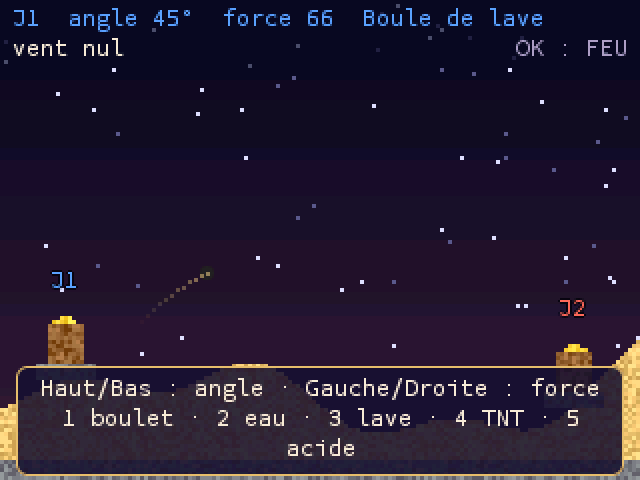 J1  angle 45°  force 66  Boule de lave
vent nul
OK : FEU
J1
J2
Haut/Bas : angle · Gauche/Droite : force
1 boulet · 2 eau · 3 lave · 4 TNT · 5
acide